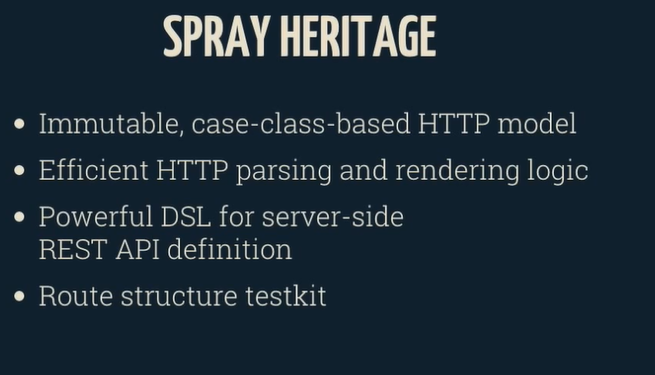 SPRAY HERITAGE
• Immutable, case-class-based HTTP model
• Efficient HTTP parsing and rendering logic
• Powerful DSL for server-side
REST API definition
• Route structure testkit